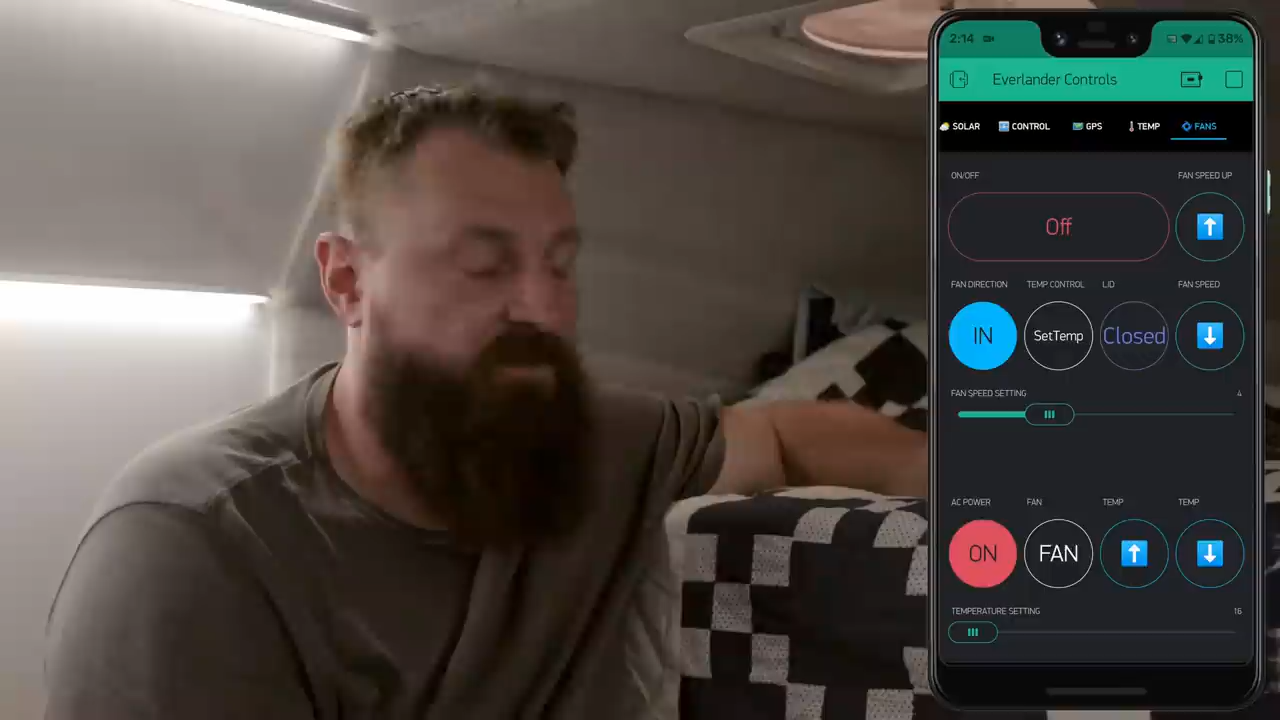 2:14 38%
Everlander Controls
SOLAR CONTROL GPS TEMP FANS
ON/OFF FAN SPEED UP
Off
FAN DIRECTION TEMP CONTROL LID FAN SPEED
IN SetTemp Closed
FAN SPEED SETTING 4
AC POWER FAN TEMP TEMP
ON FAN
TEMPERATURE SETTING 16